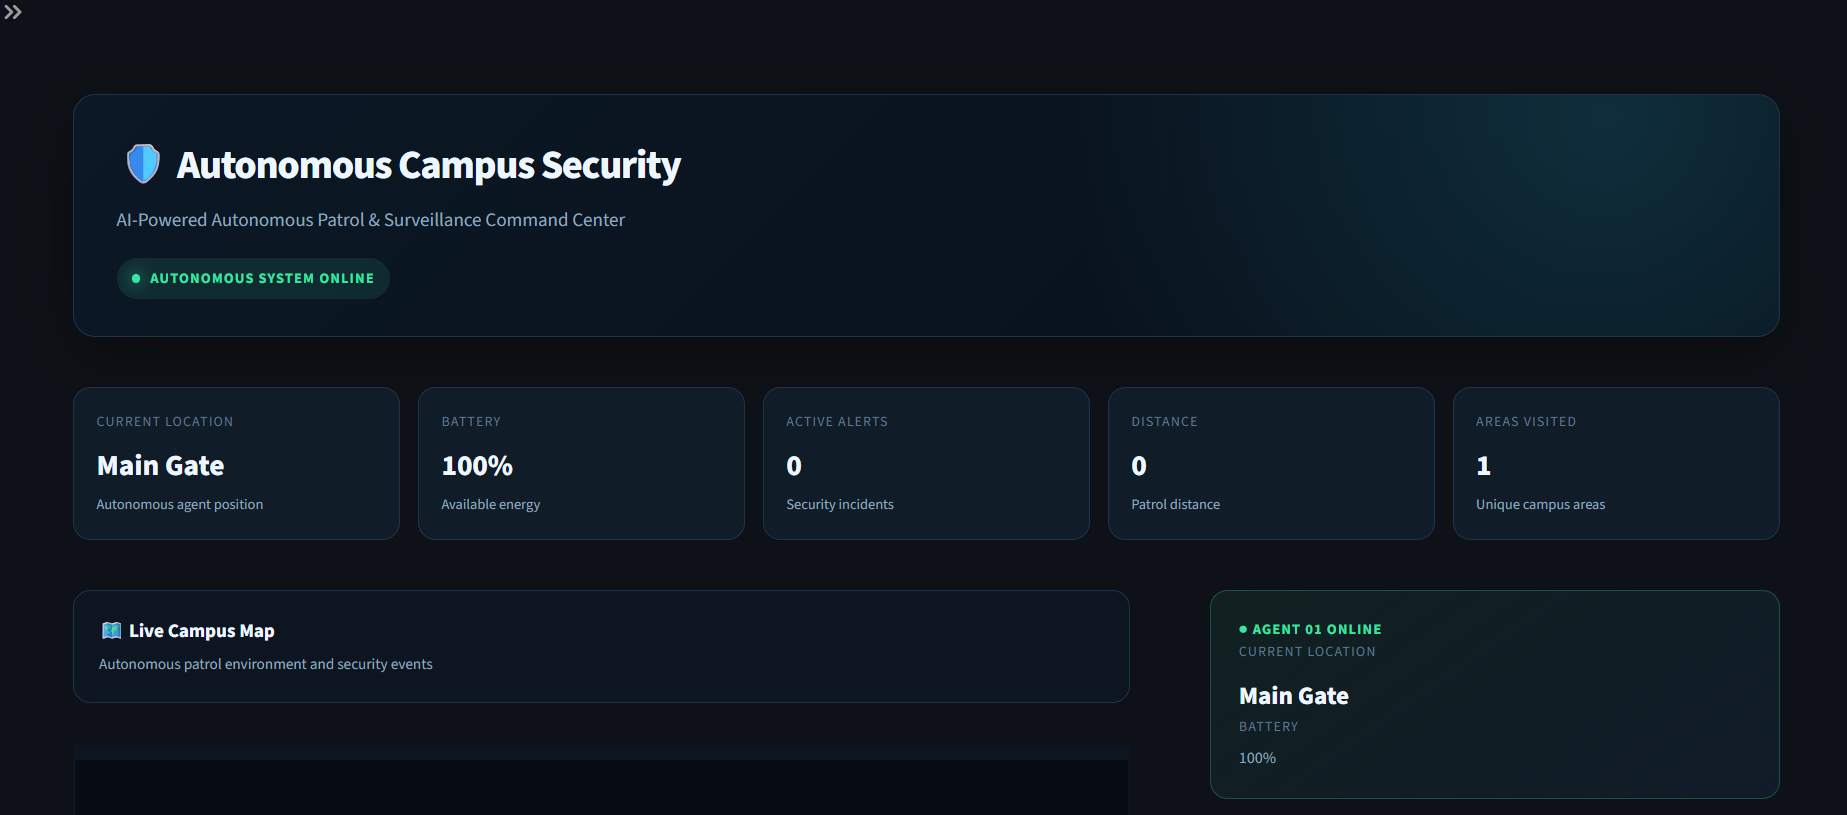 Autonomous Campus Security
AI-Powered Autonomous Patrol & Surveillance Command Center
AUTONOMOUS SYSTEM ONLINE
CURRENT LOCATION
Main Gate
Autonomous agent position
BATTERY
100%
Available energy
ACTIVE ALERTS
0
Security incidents
DISTANCE
0
Patrol distance
AREAS VISITED
1
Unique campus areas
Live Campus Map
Autonomous patrol environment and security events
AGENT 01 ONLINE
CURRENT LOCATION
Main Gate
BATTERY
100%